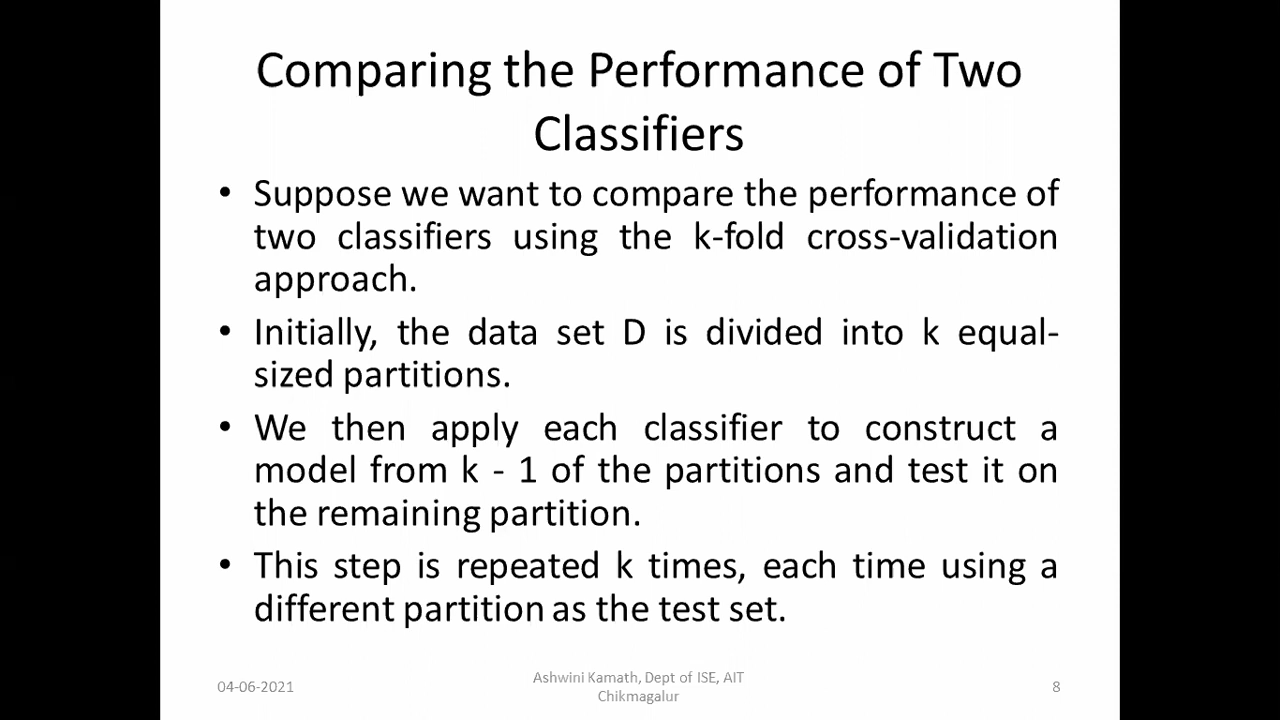 Comparing the Performance of Two
Classifiers
• Suppose we want to compare the performance of
two classifiers using the k-fold cross-validation
approach.
• Initially, the data set D is divided into k equal-
sized partitions.
• We then apply each classifier to construct a
model from k - 1 of the partitions and test it on
the remaining partition.
• This step is repeated k times, each time using a
different partition as the test set.
04-06-2021
Ashwini Kamath, Dept of ISE, AIT
Chikmagalur
8